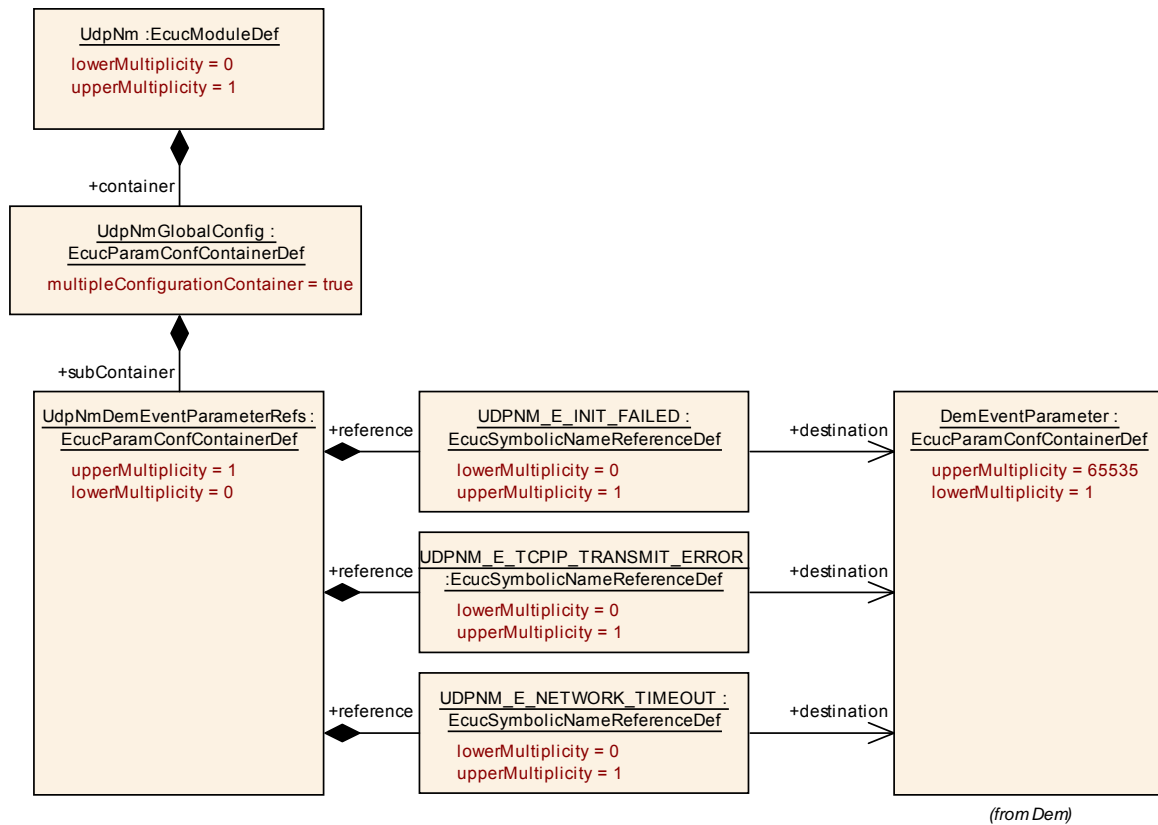 UdpNm :EcucModuleDef
lowerMultiplicity = 0
upperMultiplicity = 1
+container
UdpNmGlobalConfig :
EcucParamConfContainerDef
multipleConfigurationContainer = true
+subContainer
UdpNmDemEventParameterRefs :
EcucParamConfContainerDef
upperMultiplicity = 1
lowerMultiplicity = 0
+reference
UDPNM_E_INIT_FAILED :
EcucSymbolicNameReferenceDef
lowerMultiplicity = 0
upperMultiplicity = 1
+destination
DemEventParameter :
EcucParamConfContainerDef
upperMultiplicity = 65535
lowerMultiplicity = 1
+reference
UDPNM_E_TCPIP_TRANSMIT_ERROR
:EcucSymbolicNameReferenceDef
lowerMultiplicity = 0
upperMultiplicity = 1
+destination
+reference
UDPNM_E_NETWORK_TIMEOUT :
EcucSymbolicNameReferenceDef
lowerMultiplicity = 0
upperMultiplicity = 1
+destination
(from Dem)